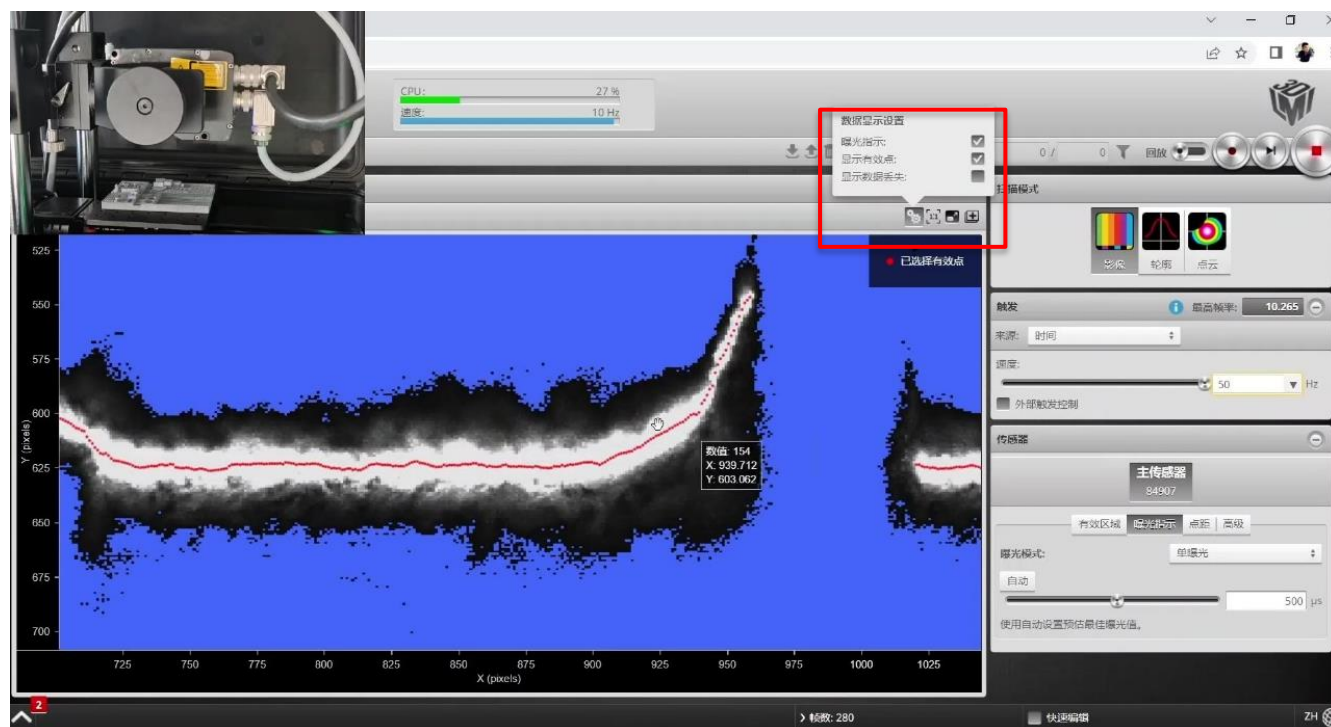 CPU: 27 %
速度: 10 Hz
数据显示设置
曝光指示:
显示有效点:
显示数据丢失:
0 / 0 回放
扫描模式
影像 轮廓 点云
触发 最高帧率: 10.265
来源: 时间
速度:
50 Hz
外部触发控制
传感器
主传感器
84907
有效区域 曝光指示 点距 高级
曝光模式: 单曝光
自动
500 µs
使用自动设置预估最佳曝光值。
已选择有效点
525
550
575
600
625
650
675
700
Y (pixels)
数值: 154
X: 939.712
Y: 603.062
725 750 775 800 825 850 875 900 925 950 975 1000 1025
X (pixels)
2
帧数: 280
快速编辑
ZH